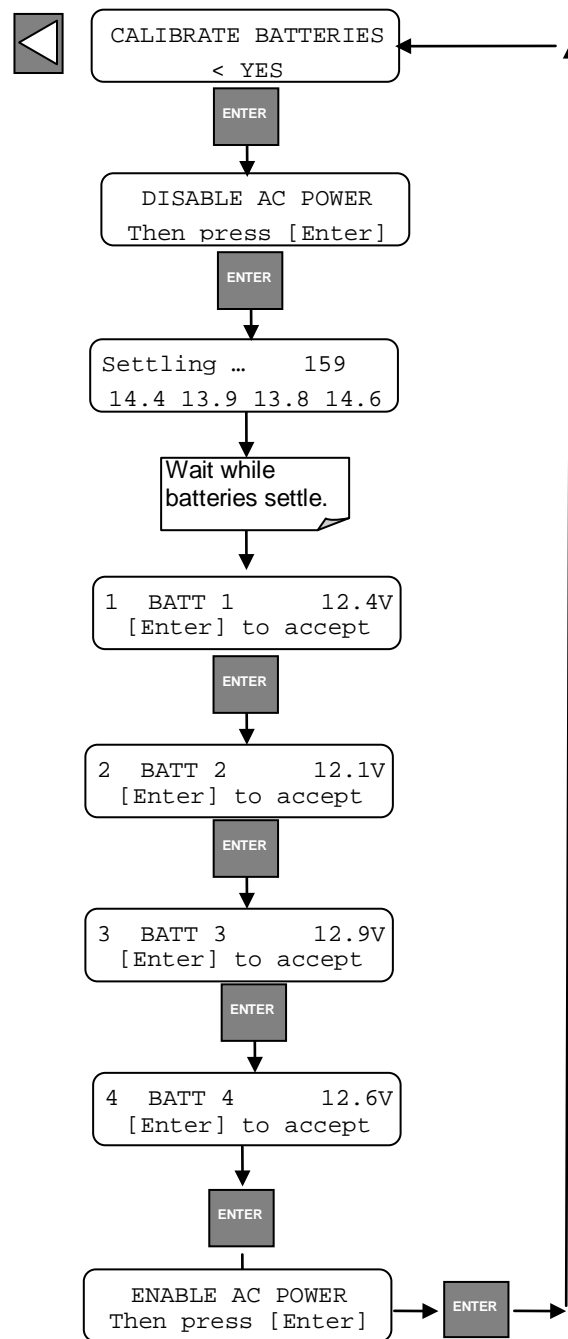 CALIBRATE BATTERIES
< YES
ENTER
DISABLE AC POWER
Then press [Enter]
ENTER
Settling … 159
14.4 13.9 13.8 14.6
Wait while
batteries settle.
1 BATT 1 12.4V
[Enter] to accept
ENTER
2 BATT 2 12.1V
[Enter] to accept
ENTER
3 BATT 3 12.9V
[Enter] to accept
ENTER
4 BATT 4 12.6V
[Enter] to accept
ENTER
ENABLE AC POWER
Then press [Enter]
ENTER